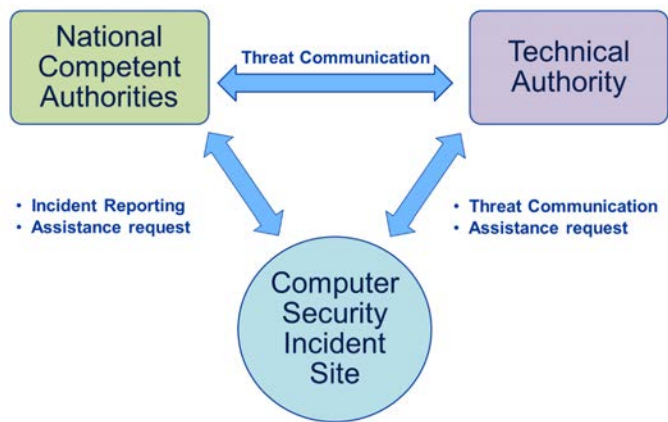 National
Competent
Authorities
Threat Communication
Technical
Authority
• Incident Reporting
• Assistance request
• Threat Communication
• Assistance request
Computer
Security
Incident
Site